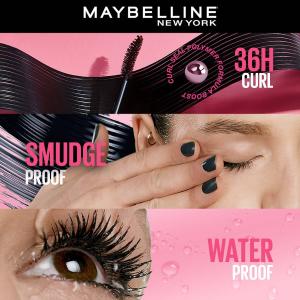 MAYBELLINE
NEW YORK
CURL SEAL POLYMER FORMULA BOOST
36H
CURL
SMUDGE
PROOF
WATER
PROOF